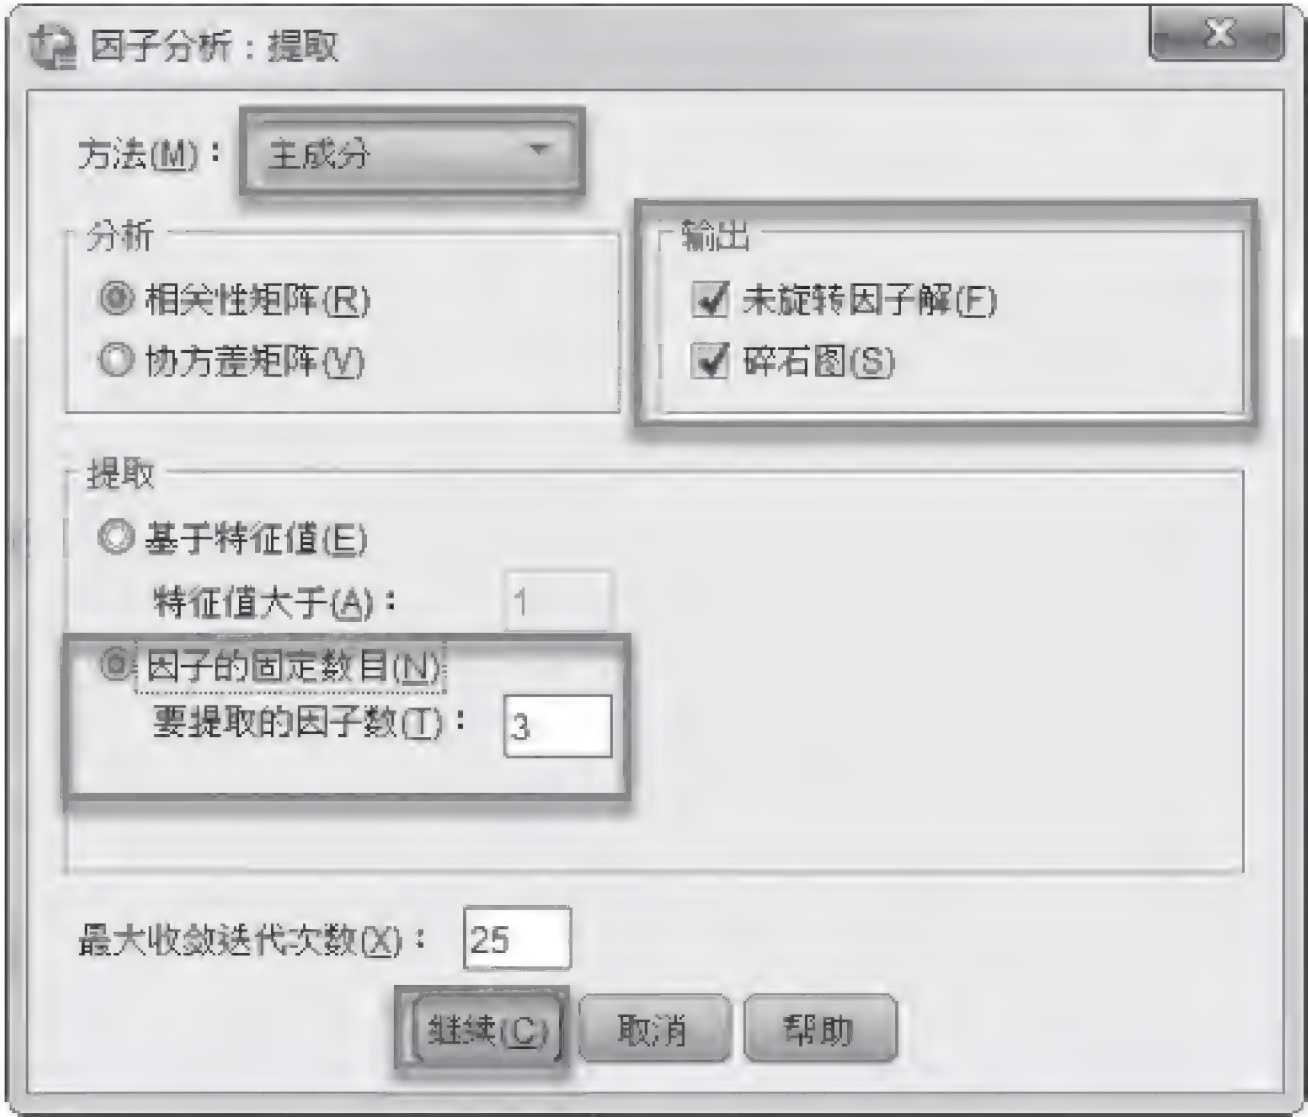 因子分析：提取
方法(M)： 主成分
分析
相关性矩阵(R)
协方差矩阵(V)
输出
未旋转因子解(F)
碎石图(S)
提取
基于特征值(E)
特征值大于(A)： 1
因子的固定数目(N)
要提取的因子数(T)： 3
最大收敛迭代次数(X)： 25
继续(C) 取消 帮助